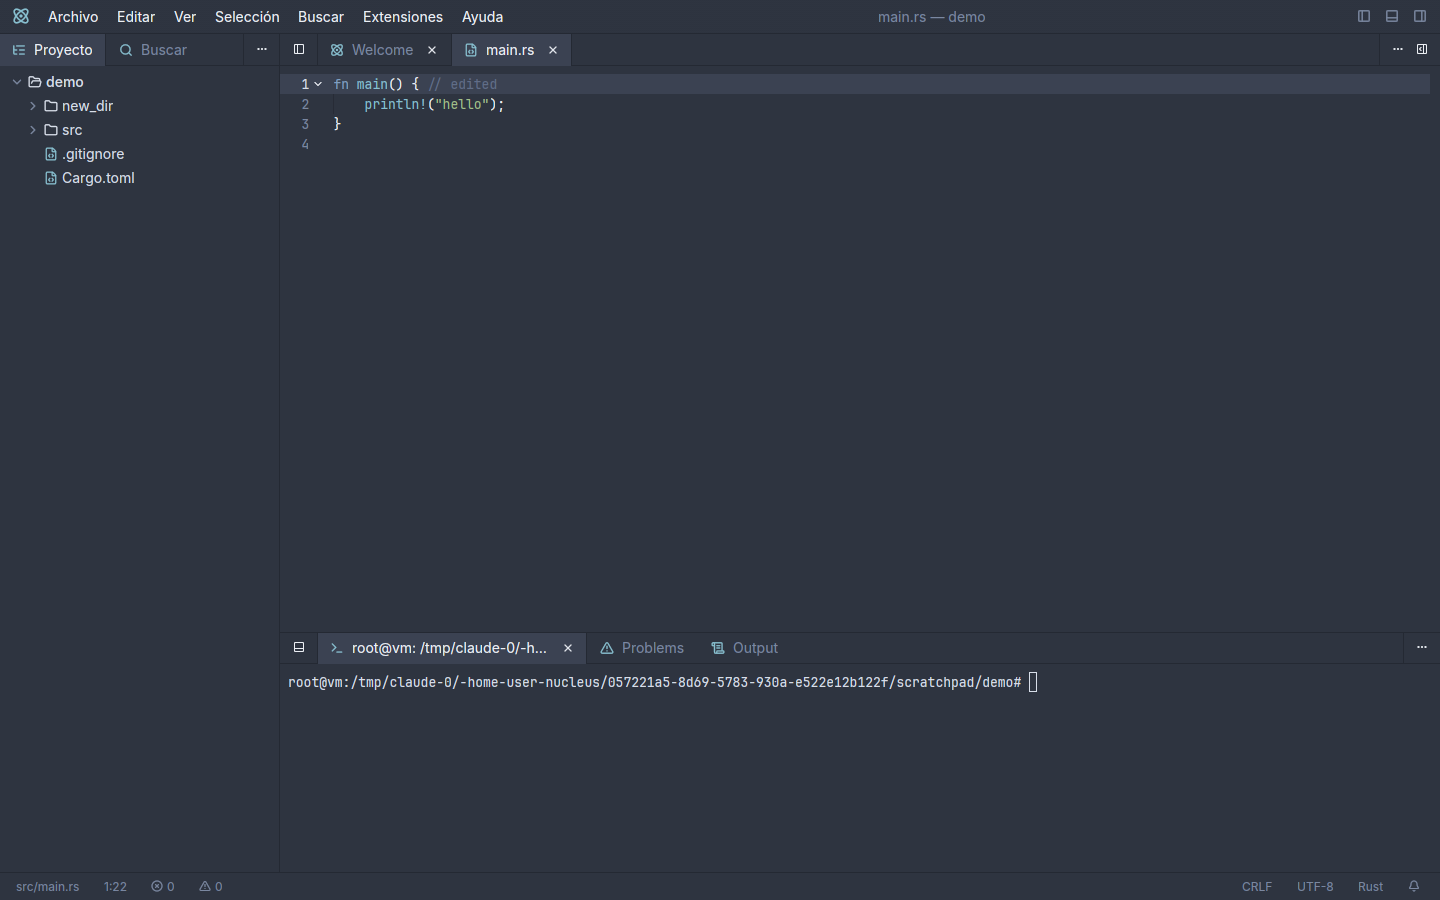 Archivo Editar Ver Selección Buscar Extensiones Ayuda main.rs — demo
Proyecto Buscar Welcome main.rs
demo
new_dir
src
.gitignore
Cargo.toml
1 fn main() { // edited
2 println!("hello");
3 }
4
root@vm: /tmp/claude-0/-h... Problems Output
root@vm:/tmp/claude-0/-home-user-nucleus/057221a5-8d69-5783-930a-e522e12b122f/scratchpad/demo#
src/main.rs 1:22 0 0 CRLF UTF-8 Rust